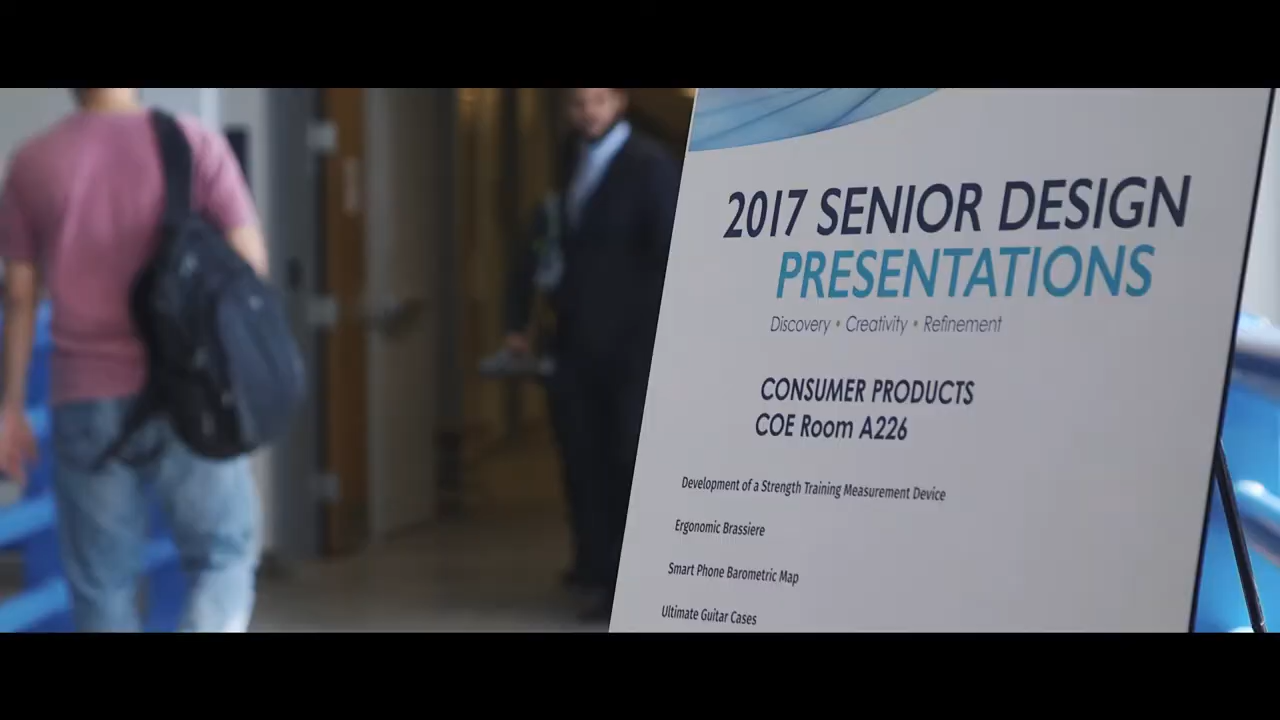 2017 SENIOR DESIGN
PRESENTATIONS
Discovery • Creativity • Refinement
CONSUMER PRODUCTS
COE Room A226
Development of a Strength Training Measurement Device
Ergonomic Brassiere
Smart Phone Barometric Map
Ultimate Guitar Cases